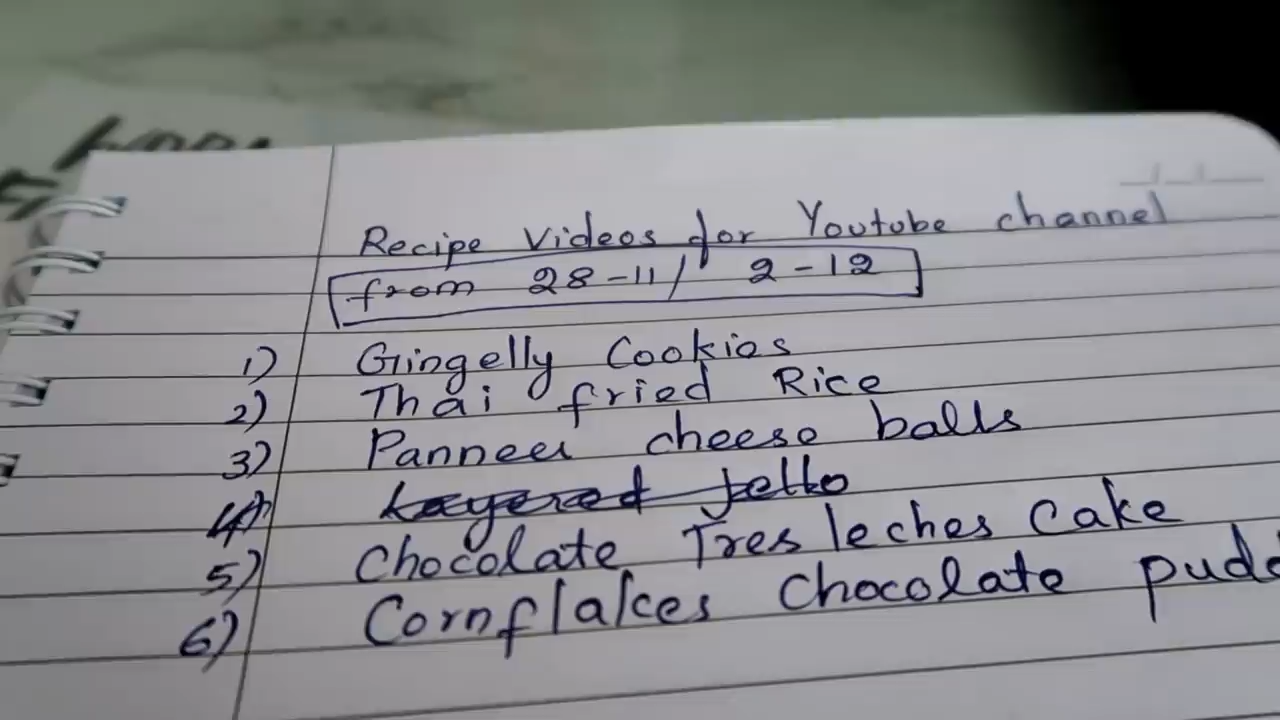 Recipe Videos for Youtube channel
from 28-11/ 2-12
1) Gingelly Cookies
2) Thai fried Rice
3) Panneer cheese balls
4) Layered Jello
5) Chocolate Tres leches Cake
6) Cornflakes Chocolate pudd